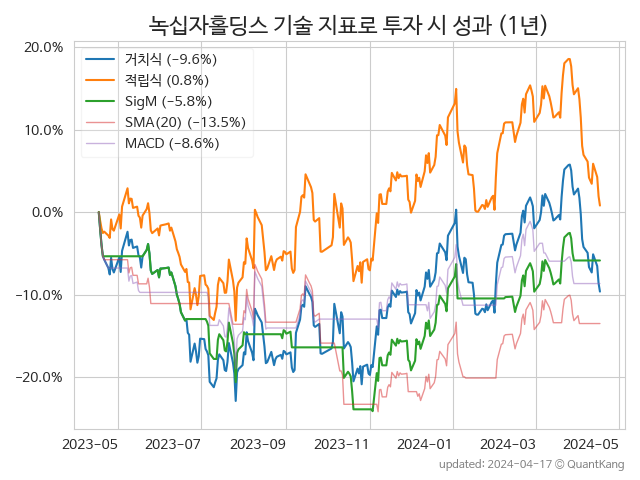 녹십자홀딩스 기술 지표로 투자 시 성과 (1년)
20.0%
10.0%
0.0%
−10.0%
−20.0%
거치식 (−9.6%)
적립식 (0.8%)
SigM (−5.8%)
SMA(20) (−13.5%)
MACD (−8.6%)
2023-05 2023-07 2023-09 2023-11 2024-01 2024-03 2024-05
updated: 2024-04-17 © QuantKang